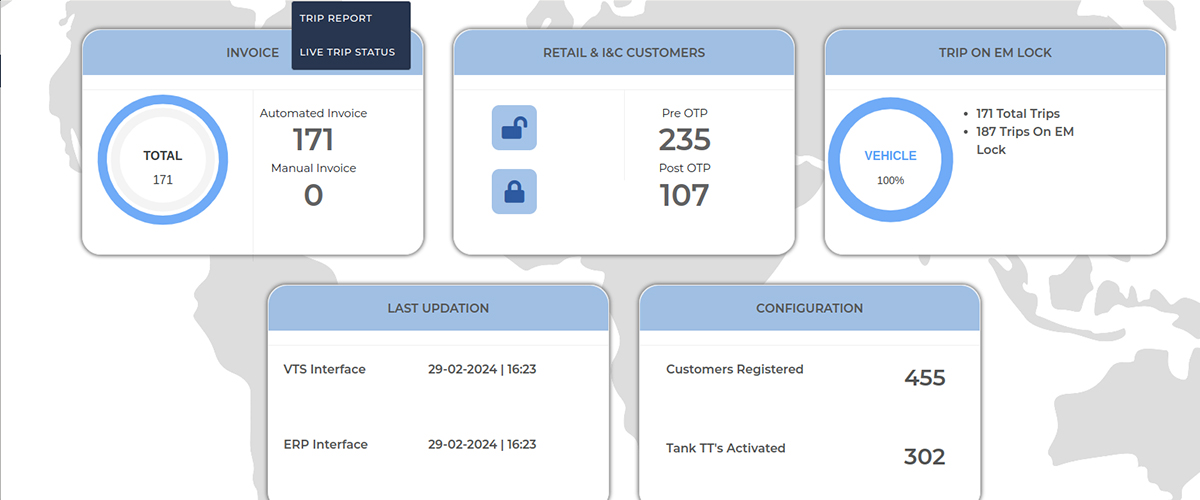 TRIP REPORT
LIVE TRIP STATUS
INVOICE
TOTAL
171
Automated Invoice
171
Manual Invoice
0
RETAIL & I&C CUSTOMERS
Pre OTP
235
Post OTP
107
TRIP ON EM LOCK
VEHICLE
100%
• 171 Total Trips
• 187 Trips On EM
Lock
LAST UPDATION
VTS Interface 29-02-2024 | 16:23
ERP Interface 29-02-2024 | 16:23
CONFIGURATION
Customers Registered 455
Tank TT's Activated 302